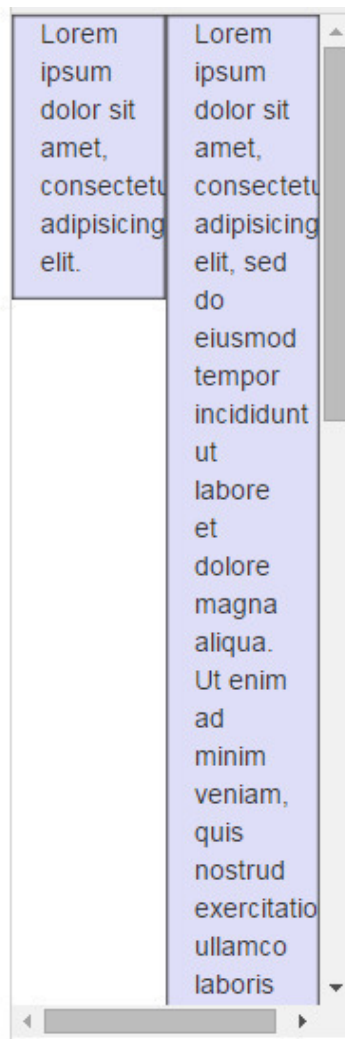 Lorem
ipsum
dolor sit
amet,
consectetu
adipisicing
elit.
Lorem
ipsum
dolor sit
amet,
consectetu
adipisicing
elit, sed
do
eiusmod
tempor
incididunt
ut
labore
et
dolore
magna
aliqua.
Ut enim
ad
minim
veniam,
quis
nostrud
exercitatio
ullamco
laboris